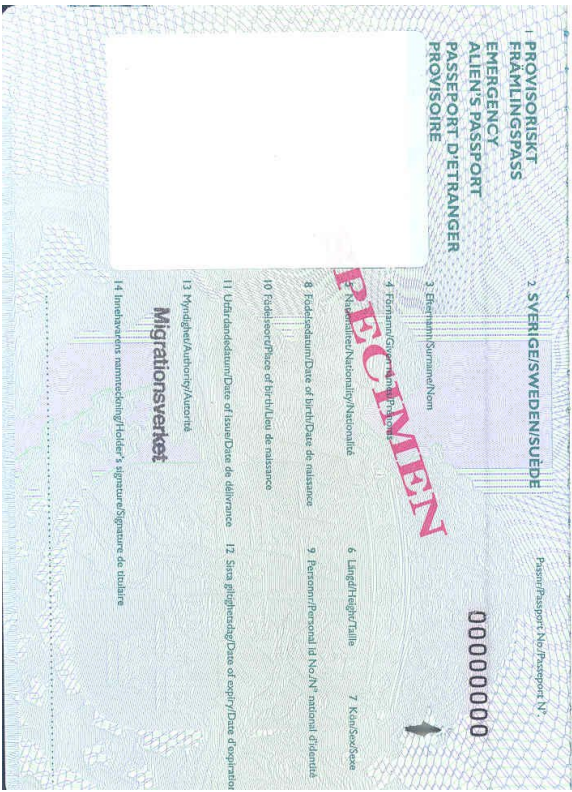 1 PROVISORISKT
FRÄMLINGSPASS
EMERGENCY
ALIEN'S PASSPORT
PASSEPORT D'ETRANGER
PROVISOIRE
2 SVERIGE/SWEDEN/SUÈDE
Passnr/Passport No./Passeport N°.
00000000
3 Efternamn/Surname/Nom
4 Förnamn/Given names/Prénoms
5 Nationalitet/Nationality/Nationalité
6 Längd/Height/Taille
7 Kön/Sex/Sexe
8 Födelsedatum/Date of birth/Date de naissance
9 Personnr/Personal id No./N° national d'identité
10 Födelseort/Place of birth/Lieu de naissance
11 Utfärdandedatum/Date of issue/Date de délivrance
12 Sista giltighetsdag/Date of expiry/Date d'expiration
13 Myndighet/Authority/Autorité
Migrationsverket
14 Innehavarens namnteckning/Holder's signature/Signature de titulaire
PECIMEN